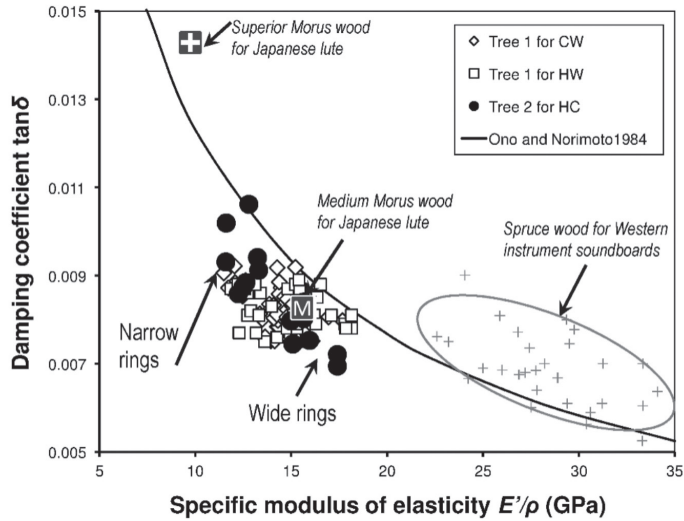 0.015
0.013
0.011
0.009
0.007
0.005
Damping coefficient tanδ
5
10
15
20
25
30
35
Specific modulus of elasticity E'/ρ (GPa)
Superior Morus wood
for Japanese lute
Tree 1 for CW
Tree 1 for HW
Tree 2 for HC
Ono and Norimoto1984
Medium Morus wood
for Japanese lute
M
Spruce wood for Western
instrument soundboards
Narrow
rings
Wide rings